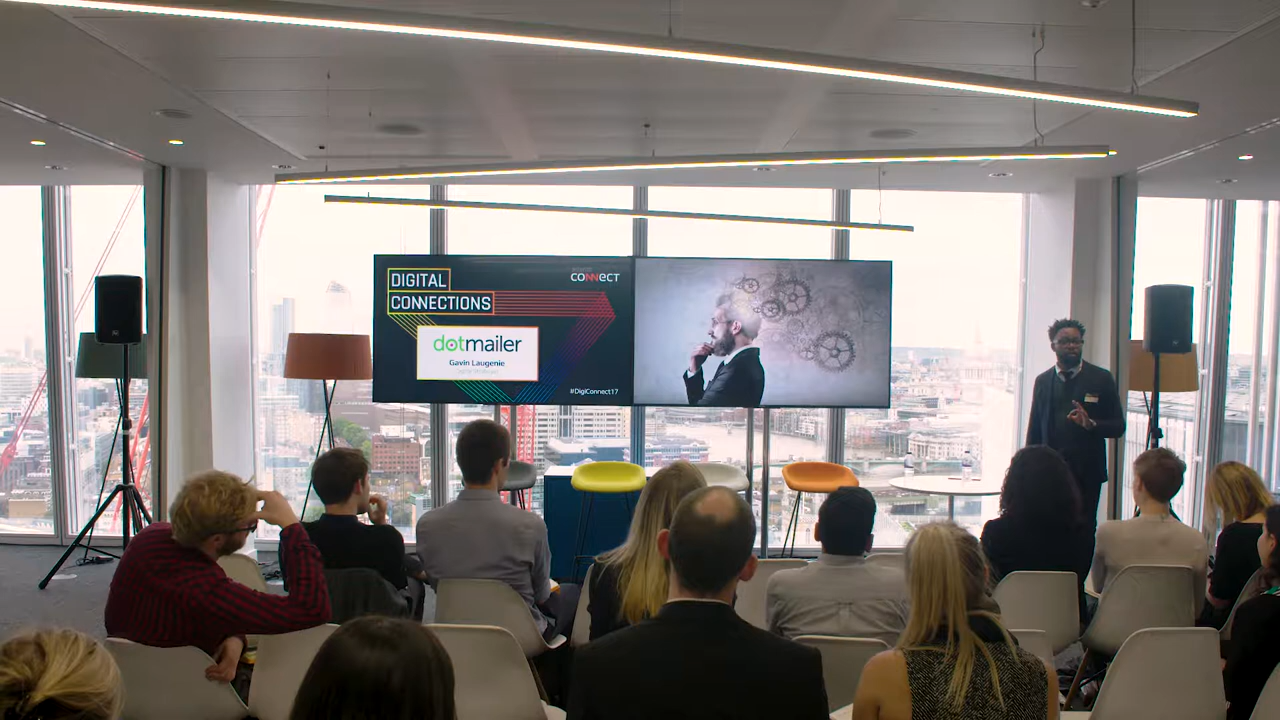 DIGITAL
CONNECTIONS
CONNECT
dotmailer
Gavin Laugenie
#DigiConnect17